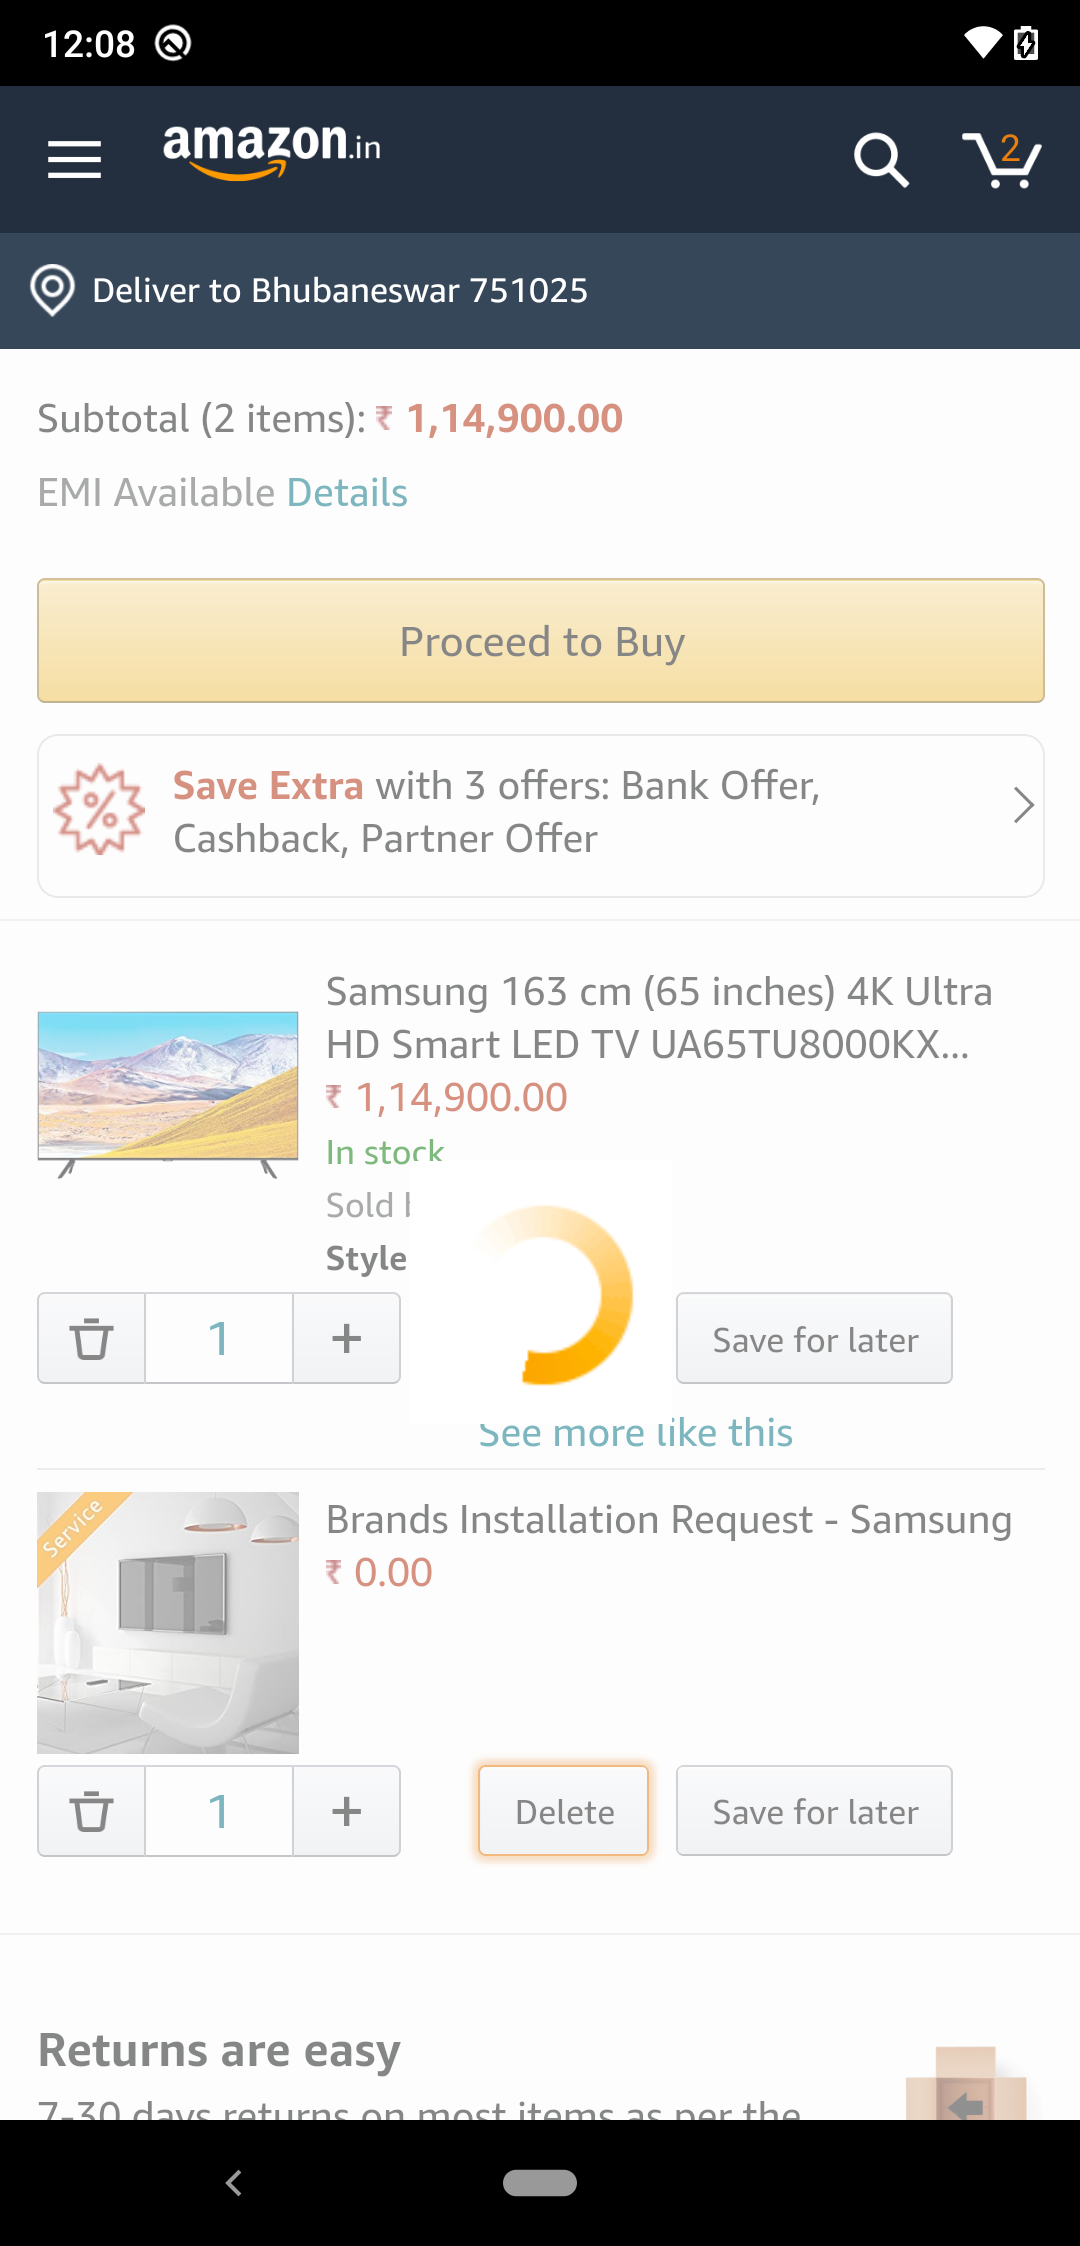 12:08
amazon.in
2
Deliver to Bhubaneswar 751025
Subtotal (2 items): ₹ 1,14,900.00
EMI Available Details
Proceed to Buy
Save Extra with 3 offers: Bank Offer,
Cashback, Partner Offer
Samsung 163 cm (65 inches) 4K Ultra
HD Smart LED TV UA65TU8000KX...
₹ 1,14,900.00
In stock
Sold
Style
1 +
Save for later
See more like this
Service
Brands Installation Request - Samsung
₹ 0.00
1 +
Delete
Save for later
Returns are easy
7-30 days returns on most items as per the